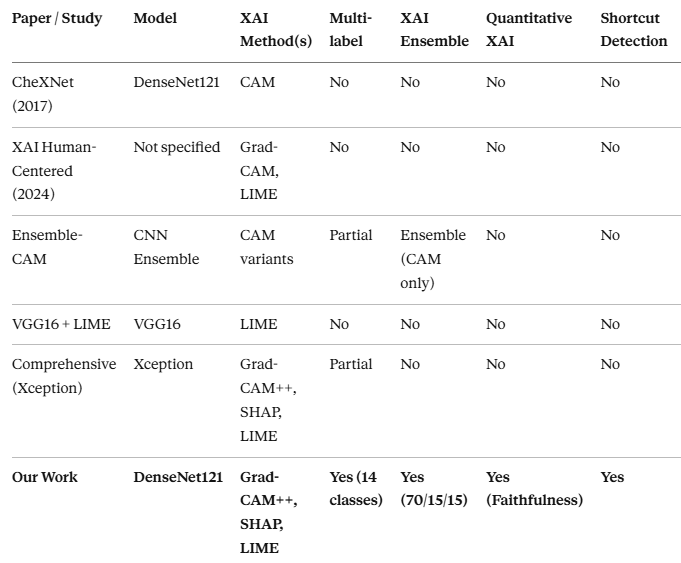 Paper / Study Model XAI Multi- XAI Quantitative Shortcut
Method(s) label Ensemble XAI Detection
CheXNet DenseNet121 CAM No No No No
(2017)
XAI Human- Not specified Grad- No No No No
Centered CAM,
(2024) LIME
Ensemble- CNN CAM Partial Ensemble No No
CAM Ensemble variants (CAM
only)
VGG16 + LIME VGG16 LIME No No No No
Comprehensive Xception Grad- Partial No No No
(Xception) CAM++,
SHAP,
LIME
Our Work DenseNet121 Grad- Yes (14 Yes Yes Yes
CAM++, classes) (70/15/15) (Faithfulness)
SHAP,
LIME